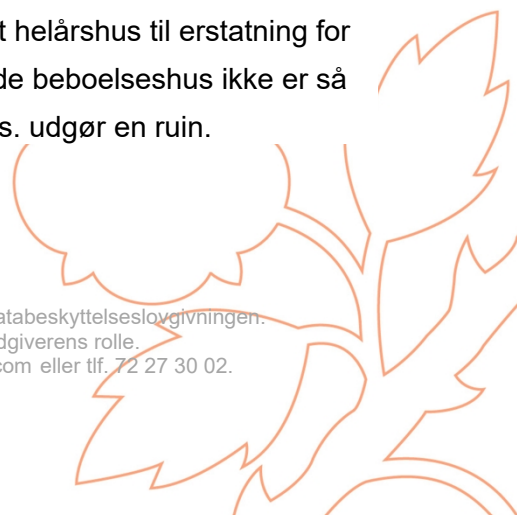 t helårshus til erstatning for
de beboelseshus ikke er så
s. udgør en ruin.
atabeskyttelseslovgivningen.
dgiverens rolle.
com eller tlf. 72 27 30 02.